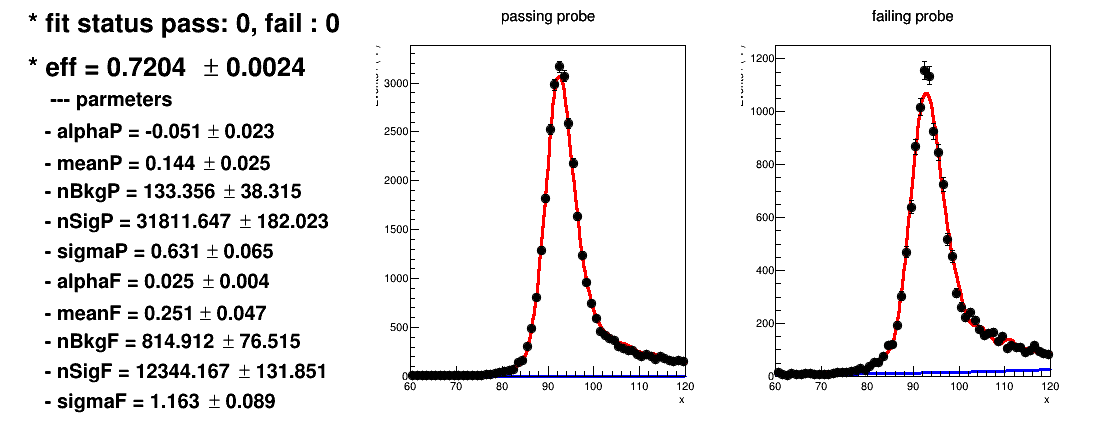 * fit status pass: 0, fail : 0
* eff = 0.7204 ± 0.0024
--- parmeters
- alphaP = -0.051 ± 0.023
- meanP = 0.144 ± 0.025
- nBkgP = 133.356 ± 38.315
- nSigP = 31811.647 ± 182.023
- sigmaP = 0.631 ± 0.065
- alphaF = 0.025 ± 0.004
- meanF = 0.251 ± 0.047
- nBkgF = 814.912 ± 76.515
- nSigF = 12344.167 ± 131.851
- sigmaF = 1.163 ± 0.089
passing probe
3000
2500
2000
1500
1000
500
0
60 70 80 90 100 110 120
x
failing probe
1200
1000
800
600
400
200
0
60 70 80 90 100 110 120
x